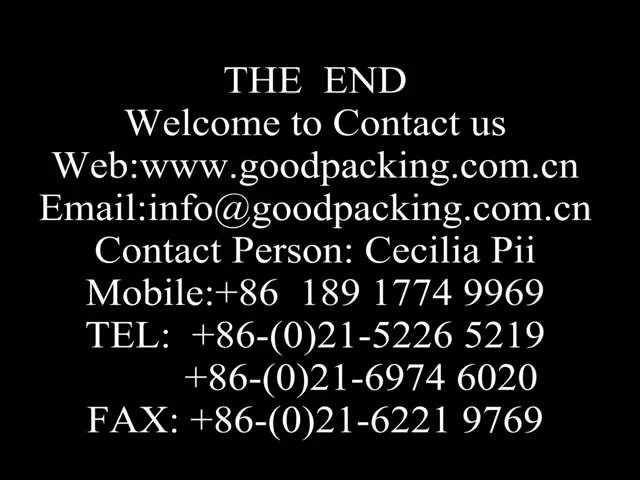 THE  END
Welcome to Contact us
Web:www.goodpacking.com.cn
Email:info@goodpacking.com.cn
Contact Person: Cecilia Pii
Mobile:+86  189 1774 9969
TEL:  +86-(0)21-5226 5219
+86-(0)21-6974 6020
FAX: +86-(0)21-6221 9769